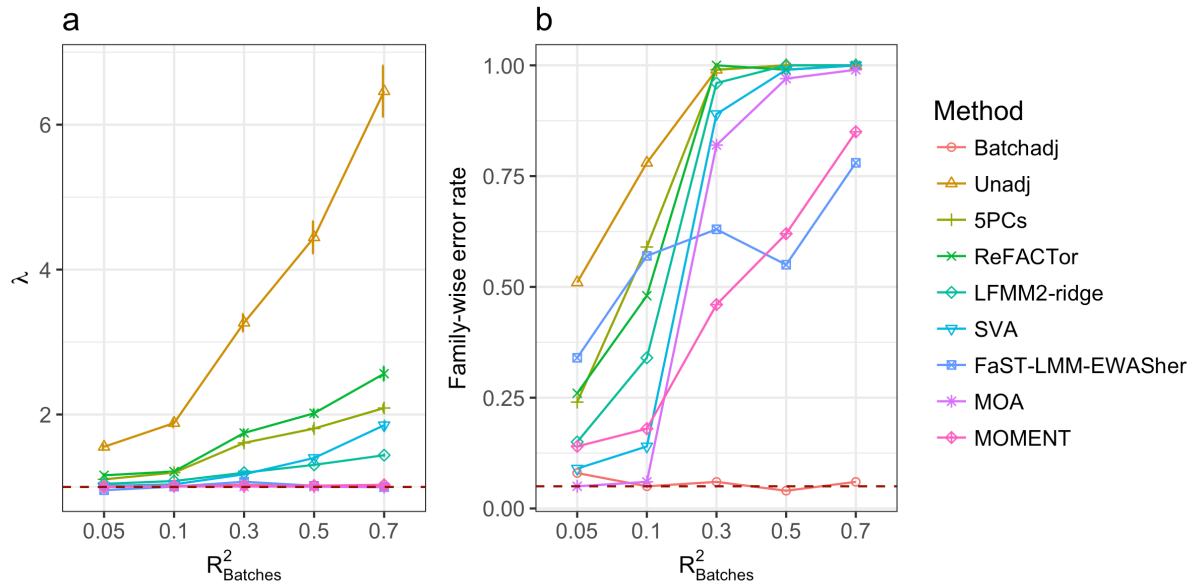 a
6
4
2
λ
0.05 0.1 0.3 0.5 0.7
R²Batches
b
1.00
0.75
0.50
0.25
0.00
Family-wise error rate
0.05 0.1 0.3 0.5 0.7
R²Batches
Method
Batchadj
Unadj
5PCs
ReFACTor
LFMM2-ridge
SVA
FaST-LMM-EWASher
MOA
MOMENT